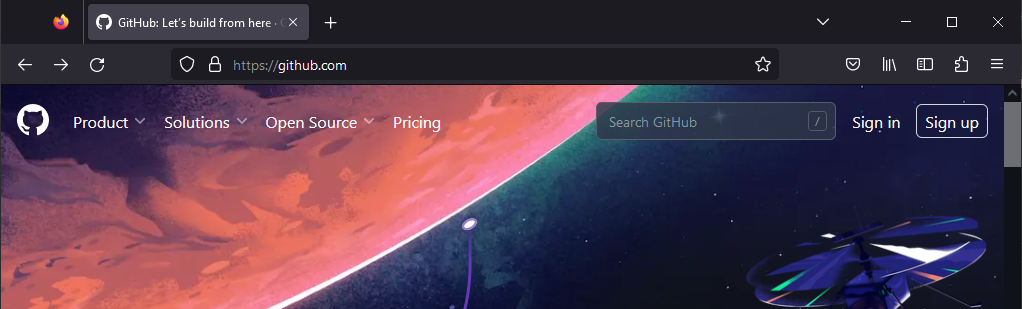 GitHub: Let's build from here · G
https://github.com
Product
Solutions
Open Source
Pricing
Search GitHub
/
Sign in
Sign up